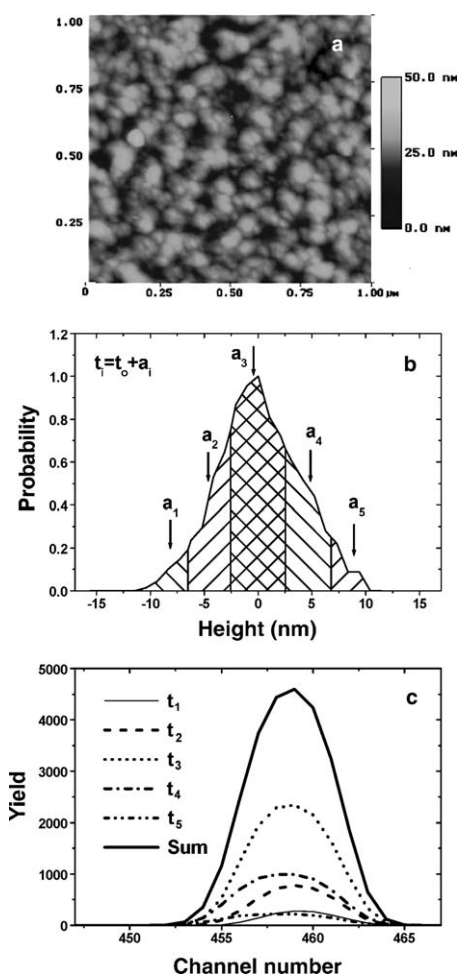 1.00
a
50.0 nm
0.75
0.50
25.0 nm
0.25
0.0 nm
0
0.25
0.50
0.75
1.00 μm
1.2
tᵢ=tₒ+aᵢ
a₃
b
1.0
0.8
a₂
a₄
0.6
0.4
a₁
a₅
0.2
0.0
-15
-10
-5
0
5
10
15
Probability
Height (nm)
5000
c
t₁
4000
t₂
3000
t₃
t₄
2000
t₅
1000
Sum
0
450
455
460
465
Yield
Channel number